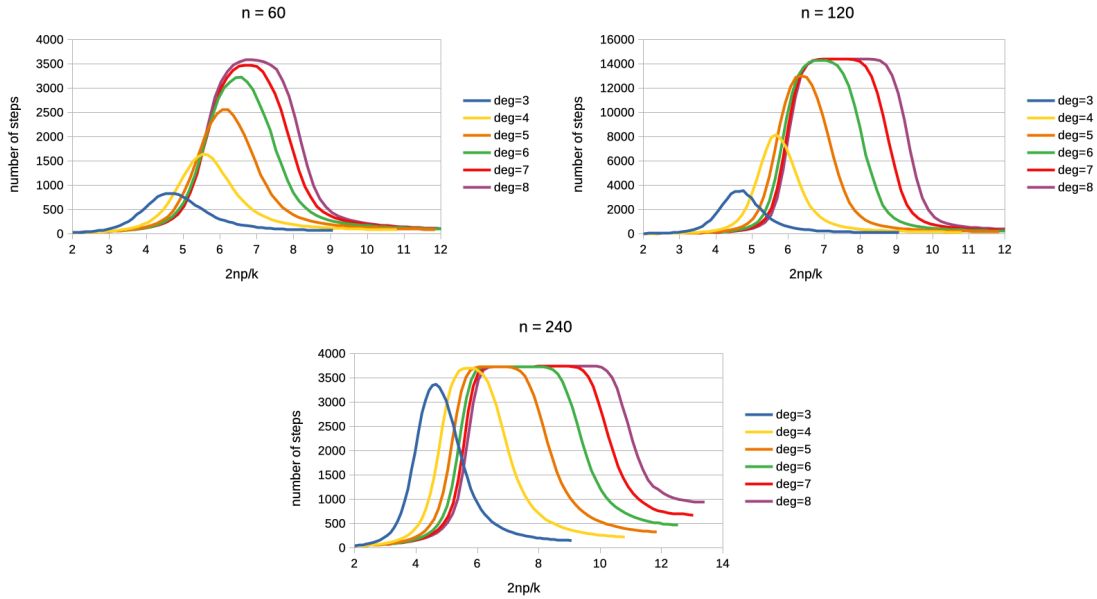 n = 60
number of steps
4000
3500
3000
2500
2000
1500
1000
500
0
2 3 4 5 6 7 8 9 10 11 12
2np/k
deg=3
deg=4
deg=5
deg=6
deg=7
deg=8
n = 120
number of steps
16000
14000
12000
10000
8000
6000
4000
2000
0
2 3 4 5 6 7 8 9 10 11 12
2np/k
deg=3
deg=4
deg=5
deg=6
deg=7
deg=8
n = 240
number of steps
4000
3500
3000
2500
2000
1500
1000
500
0
2 4 6 8 10 12 14
2np/k
deg=3
deg=4
deg=5
deg=6
deg=7
deg=8